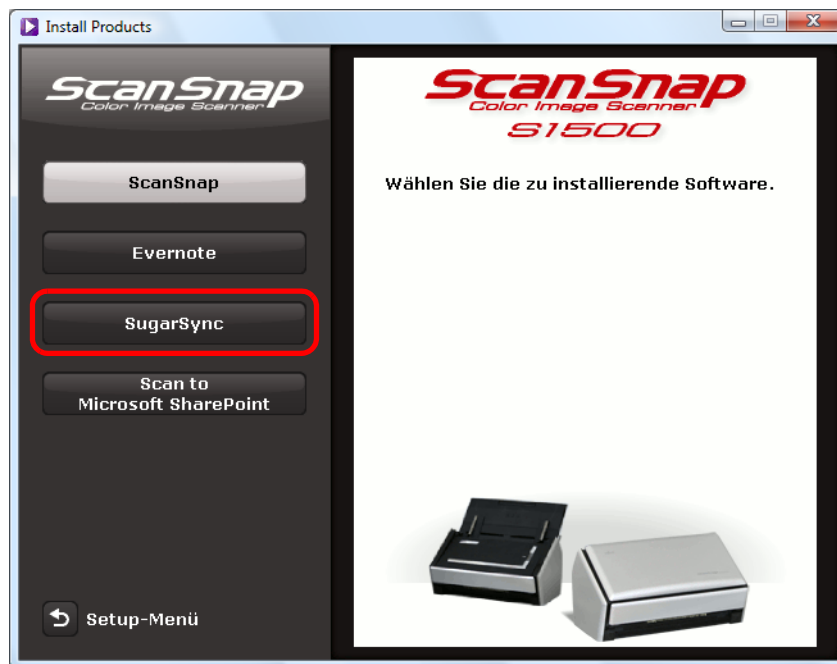 Install Products
ScanSnap
Color Image Scanner
ScanSnap
Evernote
SugarSync
Scan to
Microsoft SharePoint
Setup-Menü
ScanSnap
Color Image Scanner
S1500
Wählen Sie die zu installierende Software.